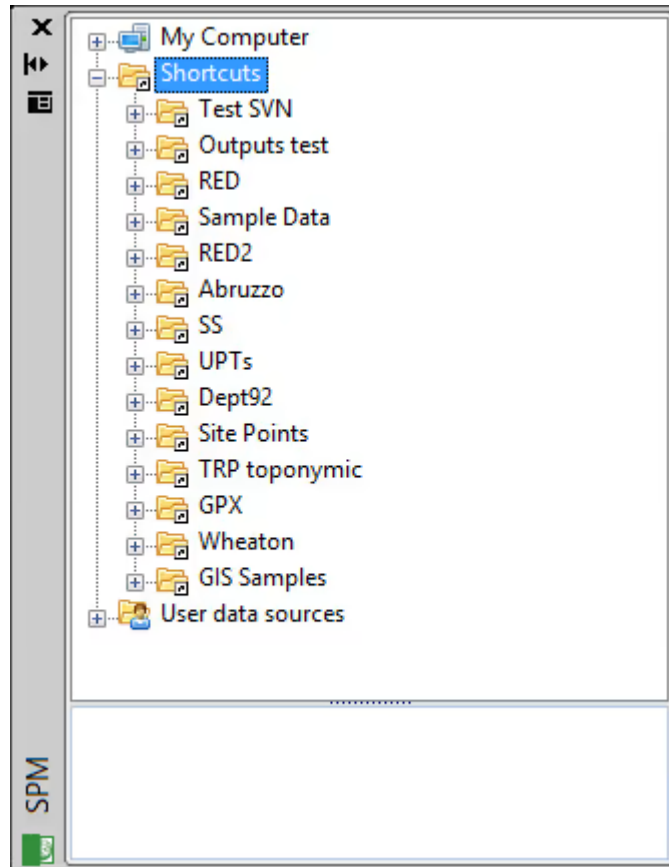 My Computer
Shortcuts
Test SVN
Outputs test
RED
Sample Data
RED2
Abruzzo
SS
UPTs
Dept92
Site Points
TRP toponymic
GPX
Wheaton
GIS Samples
User data sources
SPM